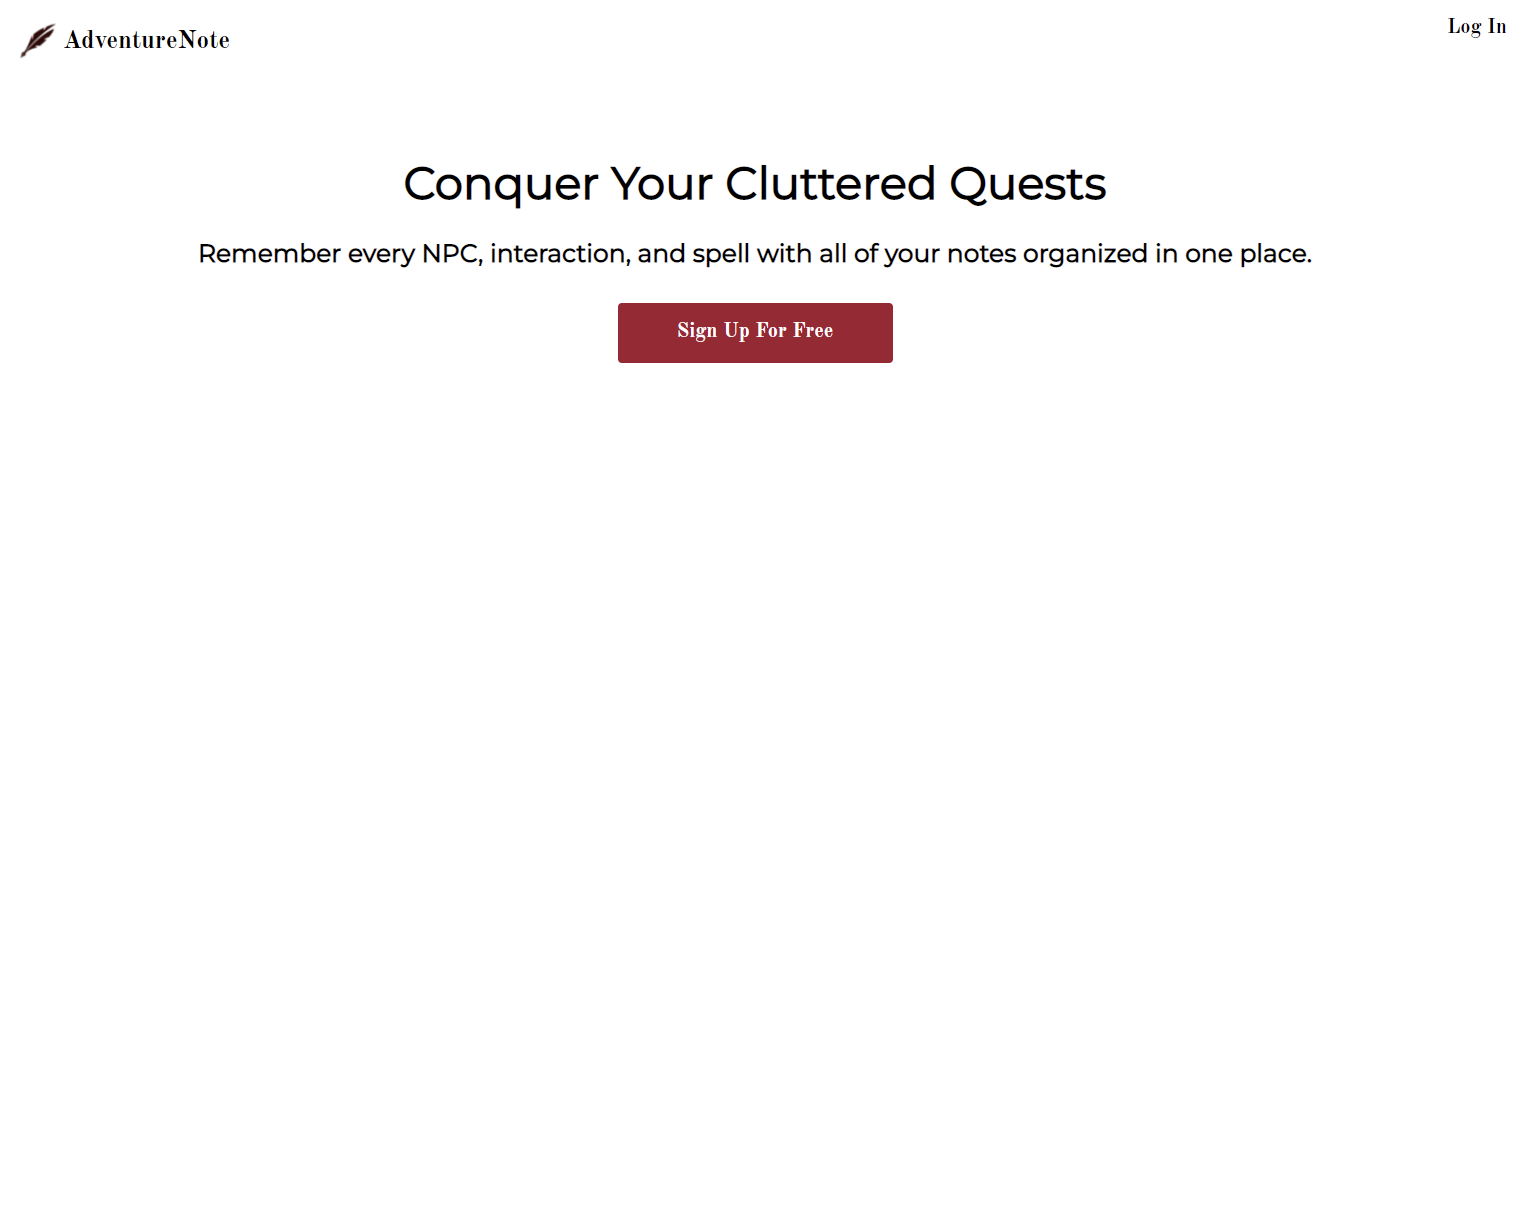 AdventureNote
Log In
Conquer Your Cluttered Quests
Remember every NPC, interaction, and spell with all of your notes organized in one place.
Sign Up For Free